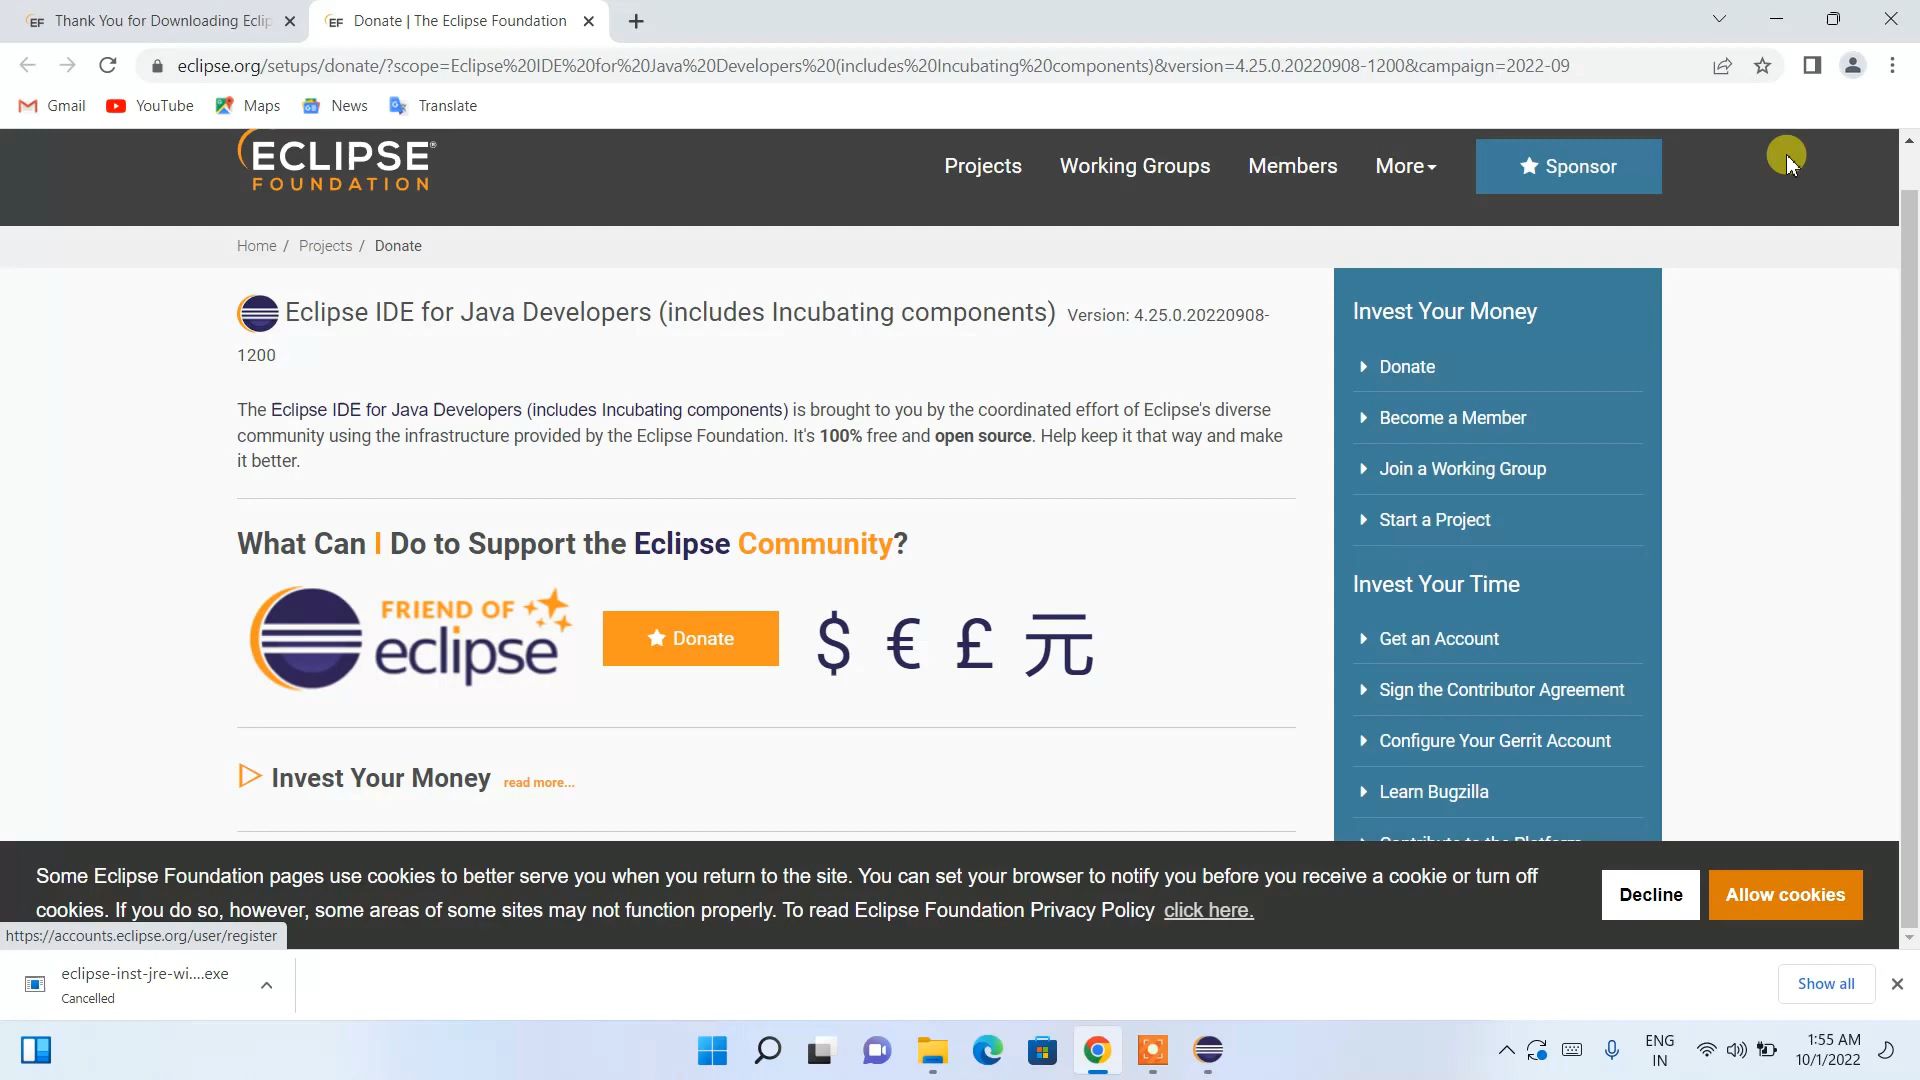 Thank You for Downloading Eclip
Donate | The Eclipse Foundation
eclipse.org/setups/donate/?scope=Eclipse%20IDE%20for%20Java%20Developers%20(includes%20Incubating%20components)&version=4.25.0.20220908-1200&campaign=2022-09
Gmail
YouTube
Maps
News
Translate
ECLIPSE®
FOUNDATION
Projects
Working Groups
Members
More
Sponsor
Home /
Projects /
Donate
Eclipse IDE for Java Developers (includes Incubating components) Version: 4.25.0.20220908-
1200
The Eclipse IDE for Java Developers (includes Incubating components) is brought to you by the coordinated effort of Eclipse's diverse
community using the infrastructure provided by the Eclipse Foundation. It's 100% free and open source. Help keep it that way and make
it better.
What Can I Do to Support the Eclipse Community?
FRIEND OF
eclipse
Donate
$ € £ 元
Invest Your Money read more...
Invest Your Money
Donate
Become a Member
Join a Working Group
Start a Project
Invest Your Time
Get an Account
Sign the Contributor Agreement
Configure Your Gerrit Account
Learn Bugzilla
Contribute to the Platform
Some Eclipse Foundation pages use cookies to better serve you when you return to the site. You can set your browser to notify you before you receive a cookie or turn off
cookies. If you do so, however, some areas of some sites may not function properly. To read Eclipse Foundation Privacy Policy click here.
Decline
Allow cookies
https://accounts.eclipse.org/user/register
eclipse-inst-jre-wi....exe
Cancelled
Show all
ENG
IN
1:55 AM
10/1/2022